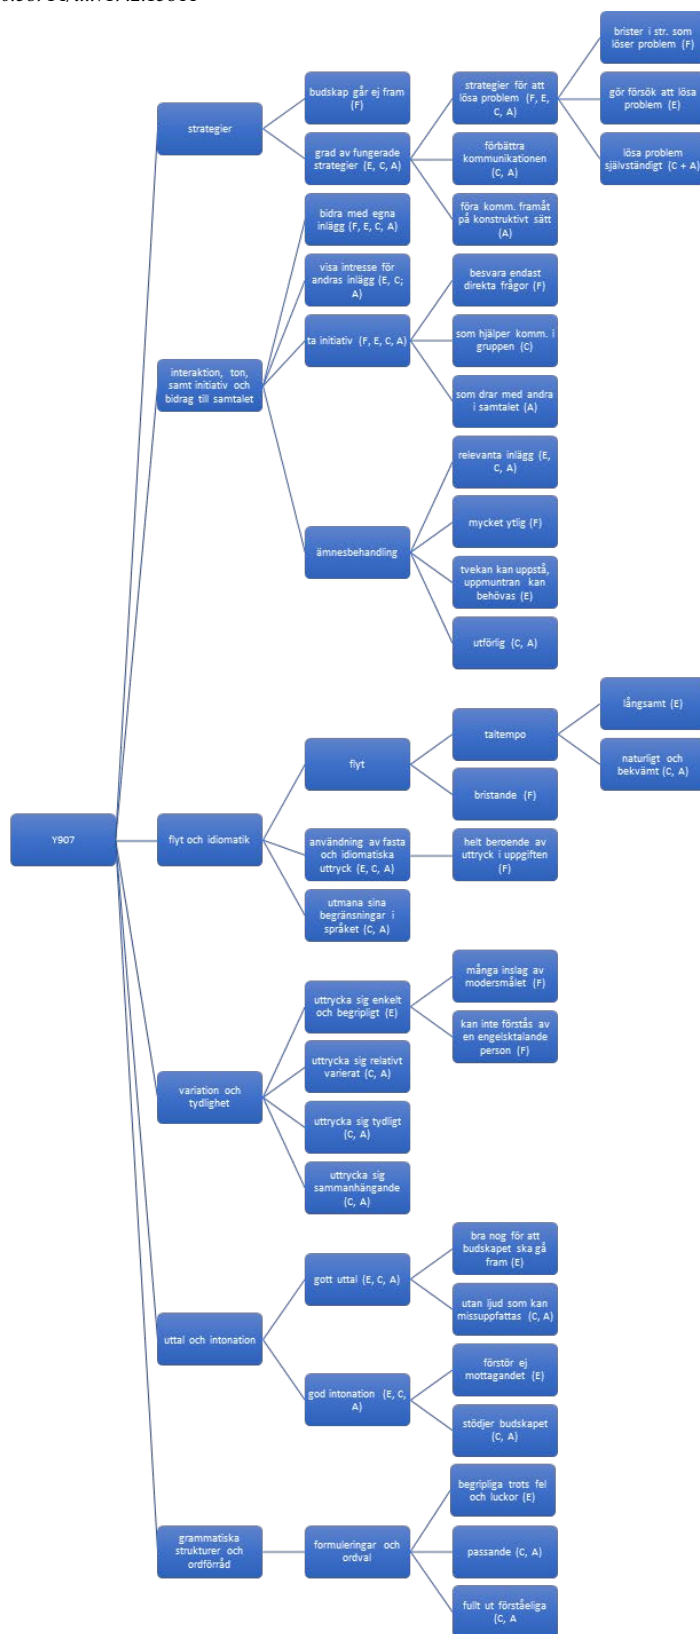 strategier
budskap går ej fram
(F)
grad av fungerade
strategier (E, C, A)
strategier för att
lösa problem (F, E,
C, A)
brister i str. som
löser problem (F)
gör försök att lösa
problem (E)
lösa problem
självständigt (C + A)
förbättra
kommunikationen
(C, A)
föra komm. framåt
på konstruktivt sätt
(A)
interaktion, ton,
samt initiativ och
bidrag till samtalet
bidra med egna
inlägg (F, E, C, A)
visa intresse för
andras inlägg (E, C;
A)
ta initiativ (F, E, C, A)
besvara endast
direkta frågor (F)
som hjälper komm. i
gruppen (C)
som drar med andra
i samtalet (A)
ämnesbehandling
relevanta inlägg (E,
C, A)
mycket ytlig (F)
tvekan kan uppstå,
uppmuntran kan
behövas (E)
utförlig (C, A)
Y907
flyt och idiomatik
flyt
taltempo
långsamt (E)
naturligt och
bekvämt (C, A)
bristande (F)
användning av fasta
och idiomatiska
uttryck (E, C, A)
helt beroende av
uttryck i uppgiften
(F)
utmana sina
begränsningar i
språket (C, A)
variation och
tydlighet
uttrycka sig enkelt
och begripligt (E)
många inslag av
modersmålet (F)
kan inte förstås av
en engelsktalande
person (F)
uttrycka sig relativt
varierat (C, A)
uttrycka sig tydligt
(C, A)
uttrycka sig
sammanhängande
(C, A)
uttal och intonation
gott uttal (E, C, A)
bra nog för att
budskapet ska gå
fram (E)
utan ljud som kan
missuppfattas (C, A)
god intonation (E, C,
A)
förstör ej
mottagandet (E)
stödjer budskapet
(C, A)
grammatiska
strukturer och
ordförråd
formuleringar och
ordval
begripliga trots fel
och luckor (E)
passande (C, A)
fullt ut förståeliga
(C, A